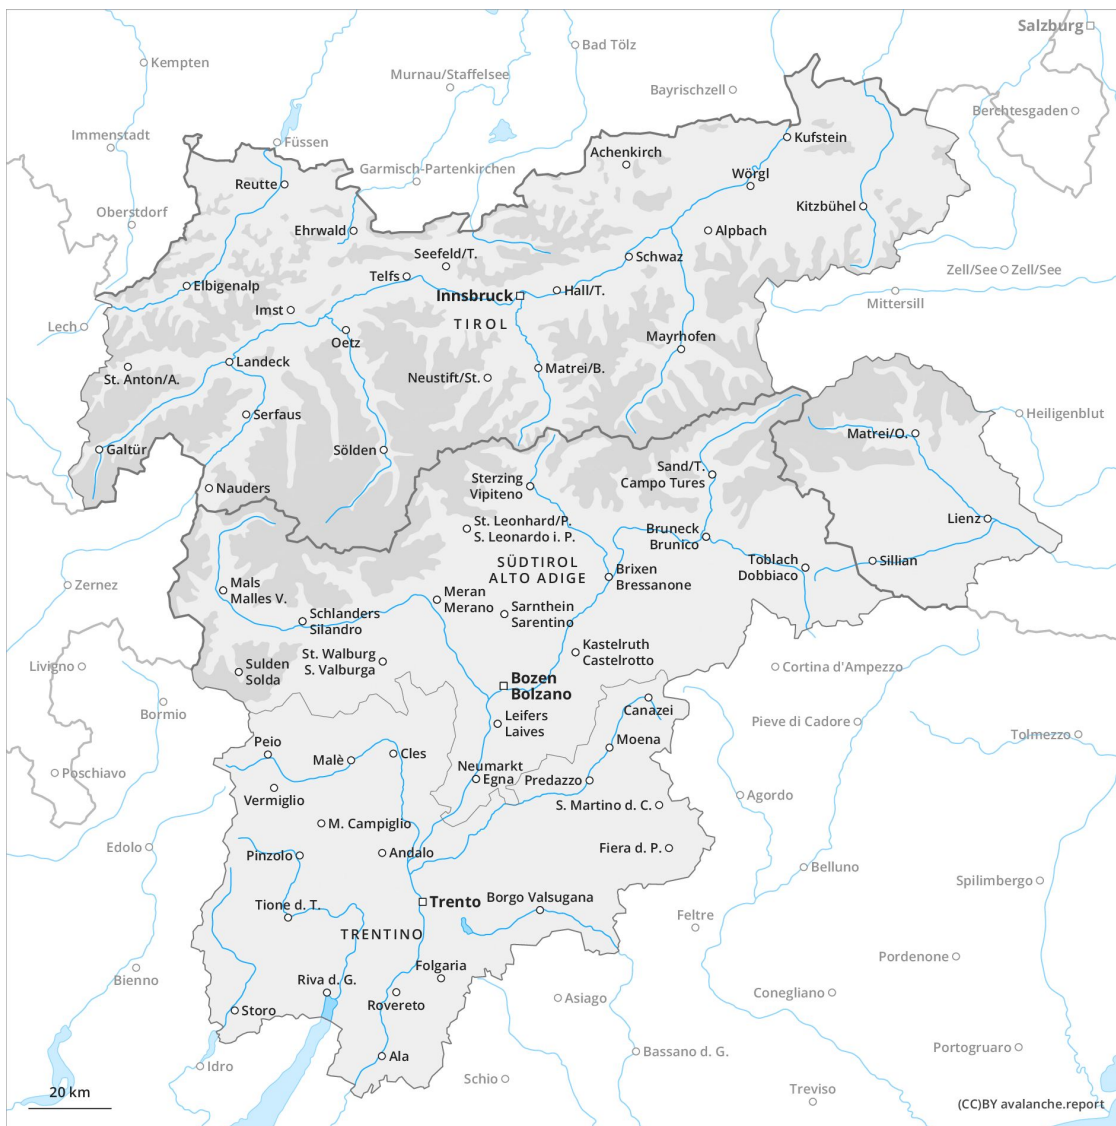 Salzburg
Kempten
Bad Tölz
Murnau/Staffelsee
Bayrischzell
Berchtesgaden
Immenstadt
Füssen
Kufstein
Achenkirch
Garmisch-Partenkirchen
Wörgl
Reutte
Oberstdorf
Kitzbühel
Ehrwald
Alpbach
Seefeld/T.
Schwaz
Telfs
Zell/See
Zell/See
Elbigenalp
Innsbruck
Hall/T.
Mittersill
Imst
TIROL
Lech
Oetz
Mayrhofen
Landeck
St. Anton/A.
Matrei/B.
Neustift/St.
Serfaus
Heiligenblut
Matrei/O.
Galtür
Sölden
Sterzing
Vipiteno
Sand/T.
Campo Tures
Nauders
St. Leonhard/P.
S. Leonardo i. P.
Lienz
Bruneck
Brunico
SÜDTIROL
ALTO ADIGE
Toblach
Dobbiaco
Sillian
Brixen
Bressanone
Zernez
Mals
Malles V.
Meran
Merano
Schlanders
Silandro
Sarnthein
Sarentino
St. Walburg
S. Valburga
Kastelruth
Castelrotto
Livigno
Sulden
Solda
Cortina d'Ampezzo
Bozen
Bolzano
Bormio
Canazei
Leifers
Laives
Pieve di Cadore
Tolmezzo
Peio
Moena
Malè
Cles
Poschiavo
Neumarkt
Egna
Predazzo
Vermiglio
Agordo
S. Martino d. C.
M. Campiglio
Edolo
Pinzolo
Andalo
Fiera d. P.
Belluno
Spilimbergo
Tione d. T.
Trento
Borgo Valsugana
Feltre
TRENTINO
Pordenone
Bienno
Folgaria
Riva d. G.
Rovereto
Asiago
Conegliano
Storo
Idro
Ala
Bassano d. G.
Portogruaro
Schio
Treviso
20 km
(CC)BY avalanche.report